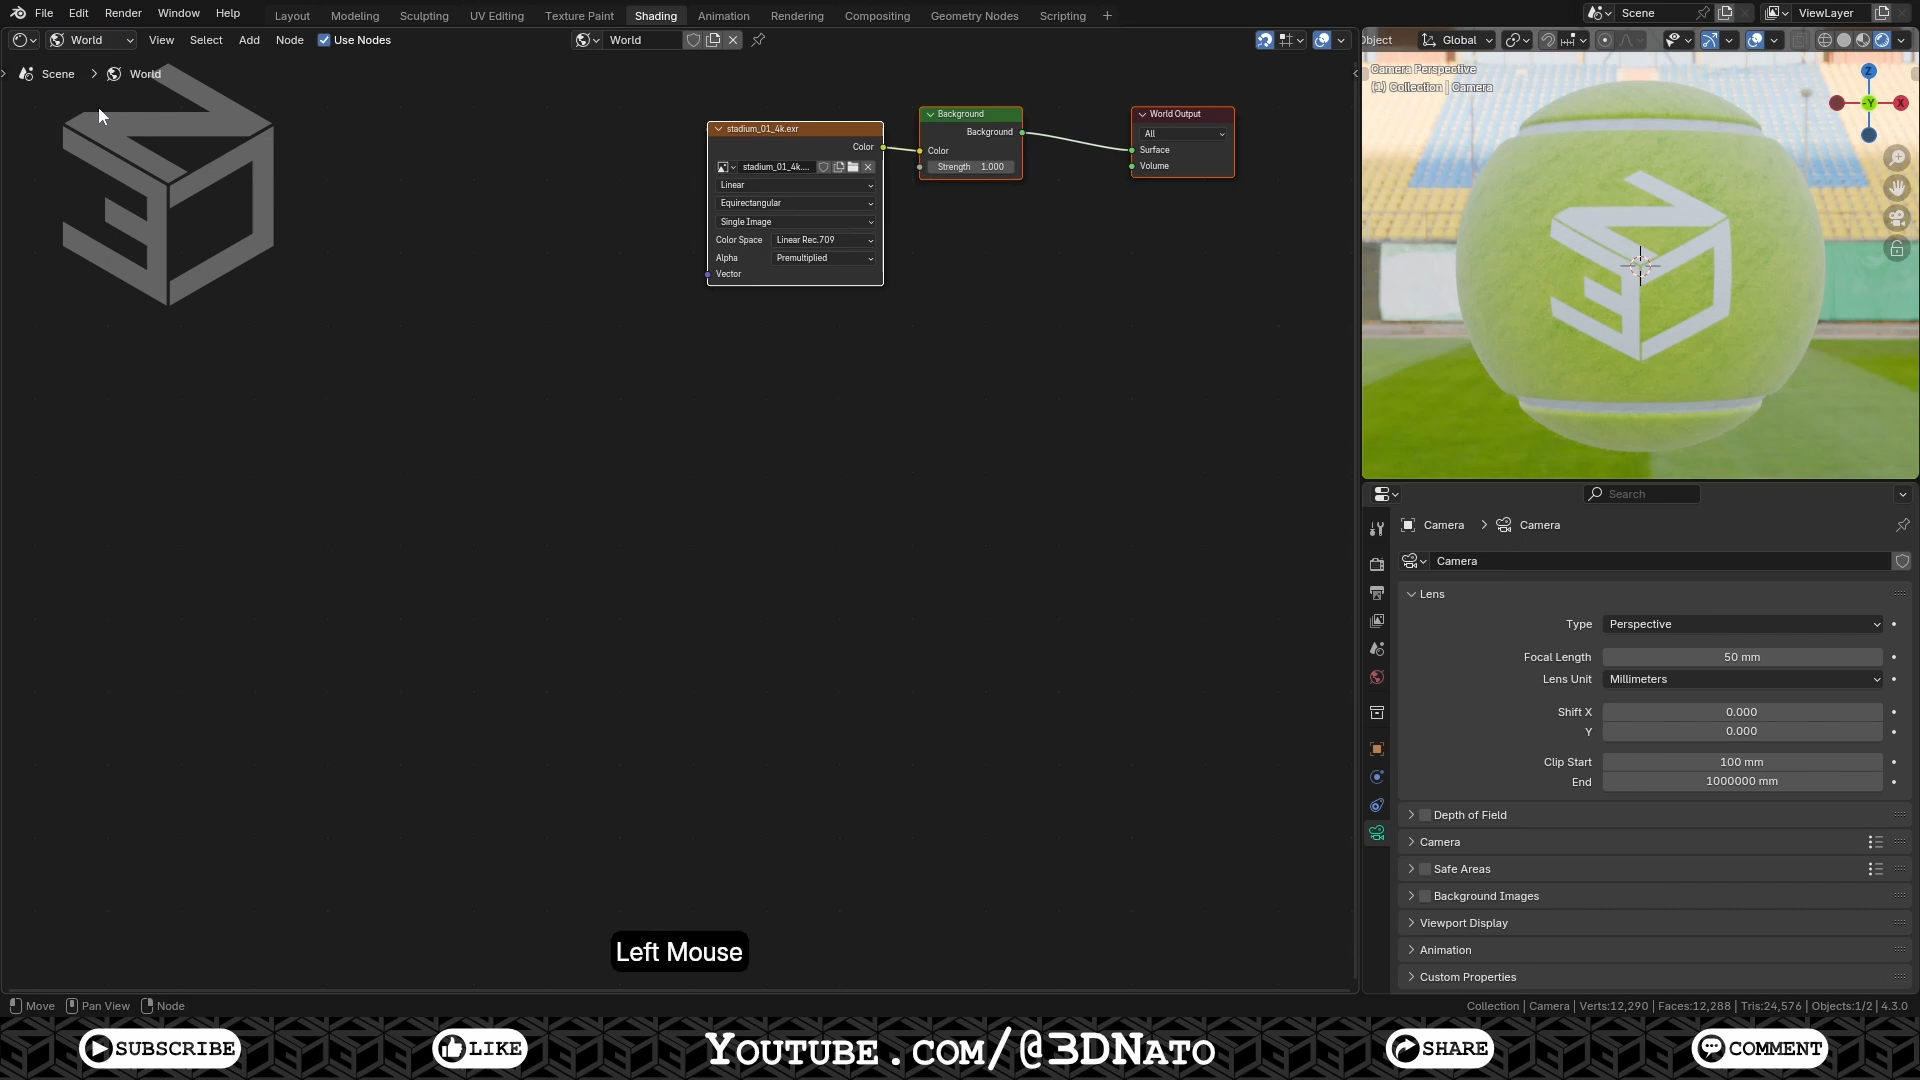 File Edit Render Window Help Layout Modeling Sculpting UV Editing Texture Paint Shading Animation Rendering Compositing Geometry Nodes Scripting + Scene ViewLayer
World View Select Add Node Use Nodes World Object Global
Scene > World
Camera Perspective
(1) Collection | Camera
Z
-Y
X
stadium_01_4k.exr
Color
stadium_01_4k....
Linear
Equirectangular
Single Image
Color Space Linear Rec.709
Alpha Premultiplied
Vector
Background
Background
Color
Strength 1.000
World Output
All
Surface
Volume
Search
Camera > Camera
Camera
Lens
Type Perspective
Focal Length 50 mm
Lens Unit Millimeters
Shift X 0.000
Y 0.000
Clip Start 100 mm
End 1000000 mm
Depth of Field
Camera
Safe Areas
Background Images
Viewport Display
Animation
Custom Properties
Left Mouse
Move Pan View Node Collection | Camera | Verts:12,290 | Faces:12,288 | Tris:24,576 | Objects:1/2 | 4.3.0
SUBSCRIBE LIKE YOUTUBE.COM/@3DNATO SHARE COMMENT